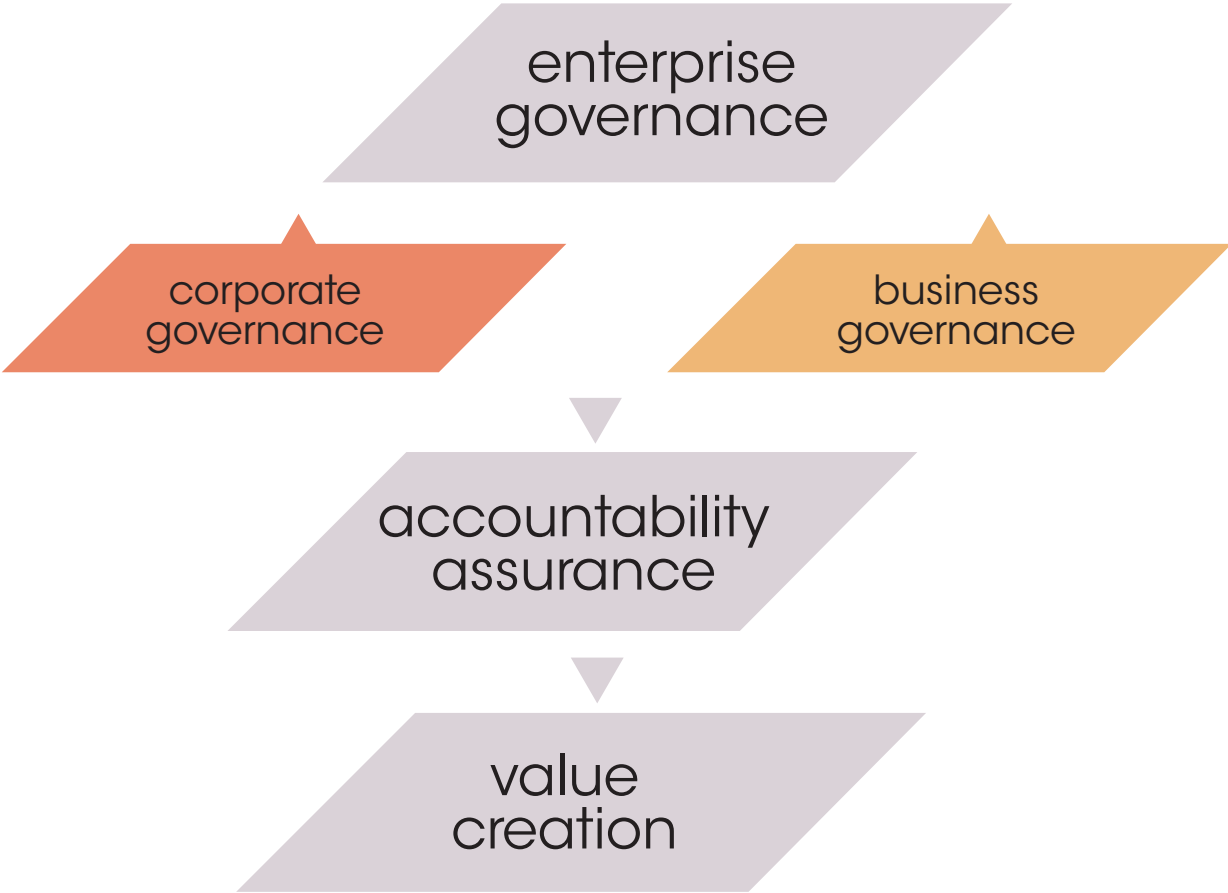 enterprise
governance
corporate
governance
business
governance
accountability
assurance
value
creation